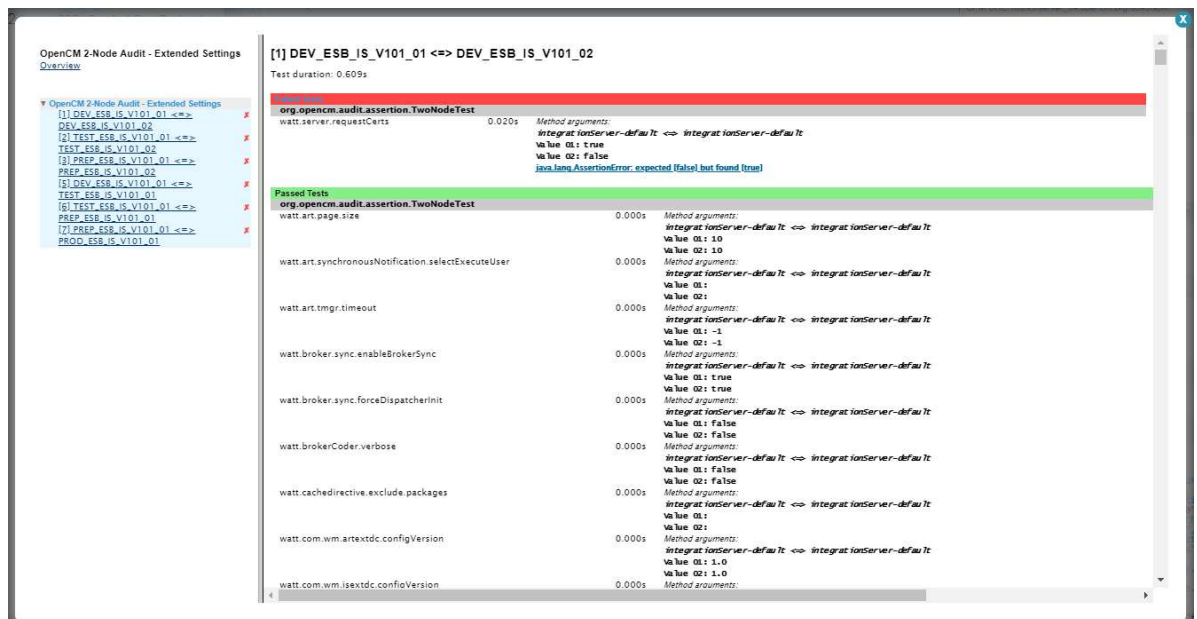 OpenCM 2-Node Audit - Extended Settings
Overview
▼ OpenCM 2-Node Audit - Extended Settings
[1] DEV_ESB_IS_V101_01 <=> ✗
DEV_ESB_IS_V101_02
[2] TEST_ESB_IS_V101_01 <=> ✗
TEST_ESB_IS_V101_02
[3] PREP_ESB_IS_V101_01 <=> ✗
PREP_ESB_IS_V101_02
[5] DEV_ESB_IS_V101_01 <=> ✗
TEST_ESB_IS_V101_01
[6] TEST_ESB_IS_V101_01 <=> ✗
PREP_ESB_IS_V101_01
[7] PREP_ESB_IS_V101_01 <=> ✗
PROD_ESB_IS_V101_01
X
[1] DEV_ESB_IS_V101_01 <=> DEV_ESB_IS_V101_02
Test duration: 0.609s
org.opencm.audit.assertion.TwoNodeTest
watt.server.requestCerts 0.020s Method arguments:
integrationServer-default <=> integrationServer-default
Value 01: true
Value 02: false
java.lang.AssertionError: expected [false] but found [true]
Passed Tests
org.opencm.audit.assertion.TwoNodeTest
watt.art.page.size 0.000s Method arguments:
integrationServer-default <=> integrationServer-default
Value 01: 10
Value 02: 10
watt.art.synchronousNotification.selectExecuteUser 0.000s Method arguments:
integrationServer-default <=> integrationServer-default
Value 01:
Value 02:
watt.art.tmgr.timeout 0.000s Method arguments:
integrationServer-default <=> integrationServer-default
Value 01: -1
Value 02: -1
watt.broker.sync.enableBrokerSync 0.000s Method arguments:
integrationServer-default <=> integrationServer-default
Value 01: true
Value 02: true
watt.broker.sync.forceDispatcherInit 0.000s Method arguments:
integrationServer-default <=> integrationServer-default
Value 01: false
Value 02: false
watt.brokerCoder.verbose 0.000s Method arguments:
integrationServer-default <=> integrationServer-default
Value 01: false
Value 02: false
watt.cachedirective.exclude.packages 0.000s Method arguments:
integrationServer-default <=> integrationServer-default
Value 01:
Value 02:
watt.com.wm.artextdc.configVersion 0.000s Method arguments:
integrationServer-default <=> integrationServer-default
Value 01: 1.0
Value 02: 1.0
watt.com.wm.isextdc.configVersion 0.000s Method arguments: